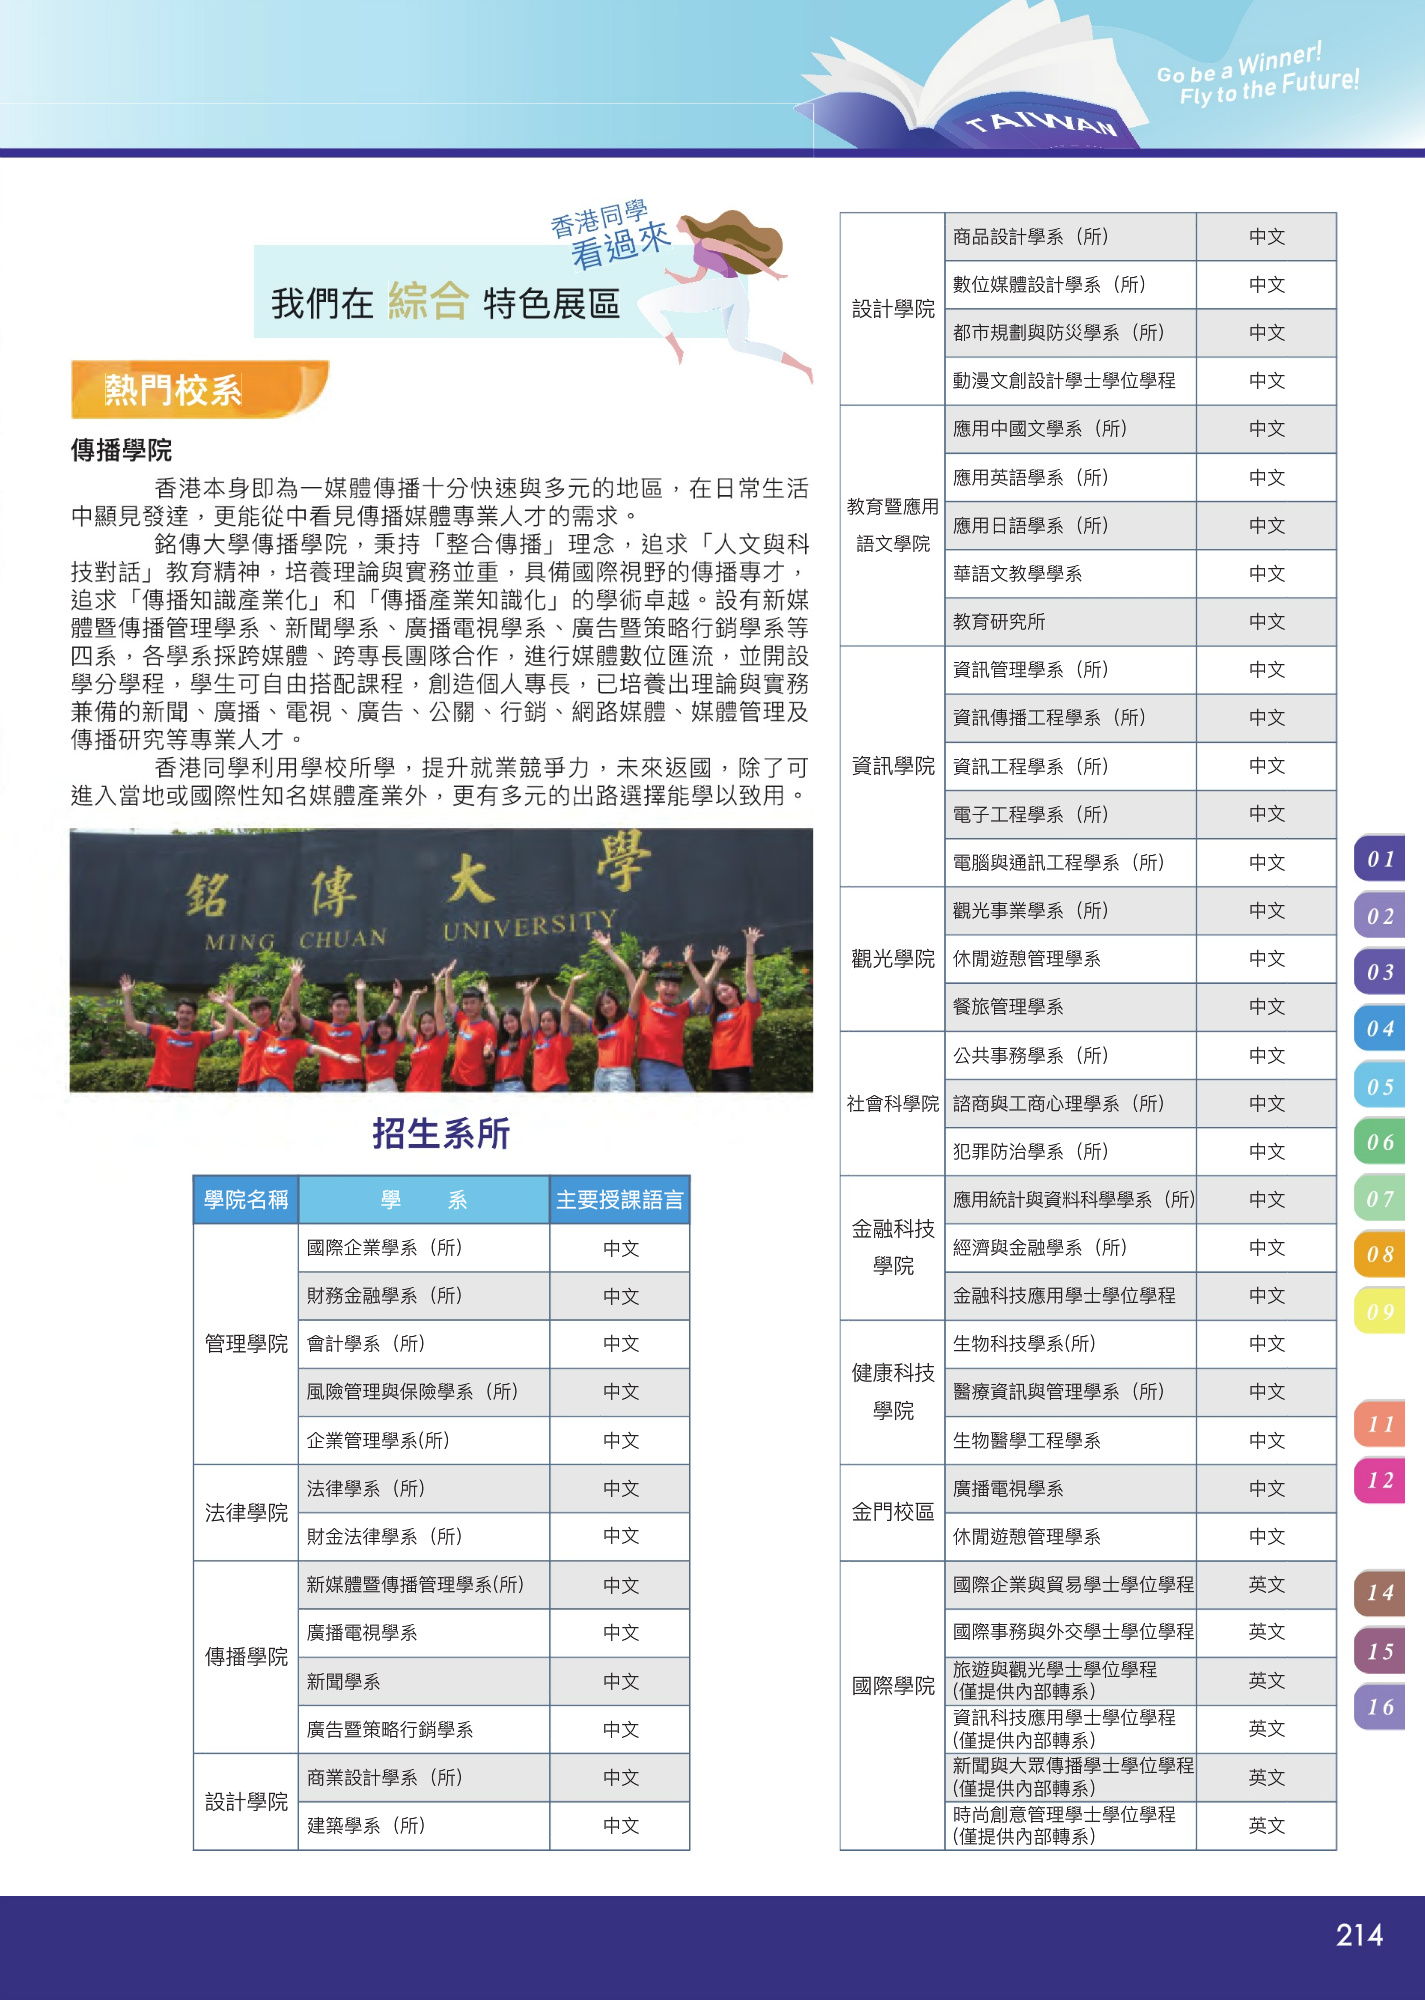 Go be a Winner!
Fly to the Future!
TAIWAN
香港同學
看過來
我們在 綜合 特色展區
熱門校系
傳播學院
香港本身即為一媒體傳播十分快速與多元的地區，在日常生活
中顯見發達，更能從中看見傳播媒體專業人才的需求。
銘傳大學傳播學院，秉持「整合傳播」理念，追求「人文與科
技對話」教育精神，培養理論與實務並重，具備國際視野的傳播專才，
追求「傳播知識產業化」和「傳播產業知識化」的學術卓越。設有新媒
體暨傳播管理學系、新聞學系、廣播電視學系、廣告暨策略行銷學系等
四系，各學系採跨媒體、跨專長團隊合作，進行媒體數位匯流，並開設
學分學程，學生可自由搭配課程，創造個人專長，已培養出理論與實務
兼備的新聞、廣播、電視、廣告、公關、行銷、網路媒體、媒體管理及
傳播研究等專業人才。
香港同學利用學校所學，提升就業競爭力，未來返國，除了可
進入當地或國際性知名媒體產業外，更有多元的出路選擇能學以致用。
銘傳大學
MING CHUAN UNIVERSITY
招生系所
學院名稱 學 系 主要授課語言
管理學院
國際企業學系（所） 中文
財務金融學系（所） 中文
會計學系（所） 中文
風險管理與保險學系（所） 中文
企業管理學系(所) 中文
法律學院
法律學系（所） 中文
財金法律學系（所） 中文
傳播學院
新媒體暨傳播管理學系(所) 中文
廣播電視學系 中文
新聞學系 中文
廣告暨策略行銷學系 中文
設計學院
商業設計學系（所） 中文
建築學系（所） 中文
設計學院
商品設計學系（所） 中文
數位媒體設計學系（所） 中文
都市規劃與防災學系（所） 中文
動漫文創設計學士學位學程 中文
教育暨應用
語文學院
應用中國文學系（所） 中文
應用英語學系（所） 中文
應用日語學系（所） 中文
華語文教學學系 中文
教育研究所 中文
資訊學院
資訊管理學系（所） 中文
資訊傳播工程學系（所） 中文
資訊工程學系（所） 中文
電子工程學系（所） 中文
電腦與通訊工程學系（所） 中文
觀光學院
觀光事業學系（所） 中文
休閒遊憩管理學系 中文
餐旅管理學系 中文
社會科學院
公共事務學系（所） 中文
諮商與工商心理學系（所） 中文
犯罪防治學系（所） 中文
金融科技
學院
應用統計與資料科學學系（所） 中文
經濟與金融學系（所） 中文
金融科技應用學士學位學程 中文
健康科技
學院
生物科技學系(所) 中文
醫療資訊與管理學系（所） 中文
生物醫學工程學系 中文
金門校區
廣播電視學系 中文
休閒遊憩管理學系 中文
國際學院
國際企業與貿易學士學位學程 英文
國際事務與外交學士學位學程 英文
旅遊與觀光學士學位學程
(僅提供內部轉系) 英文
資訊科技應用學士學位學程
(僅提供內部轉系) 英文
新聞與大眾傳播學士學位學程
(僅提供內部轉系) 英文
時尚創意管理學士學位學程
(僅提供內部轉系) 英文
01
02
03
04
05
06
07
08
09
11
12
14
15
16
214